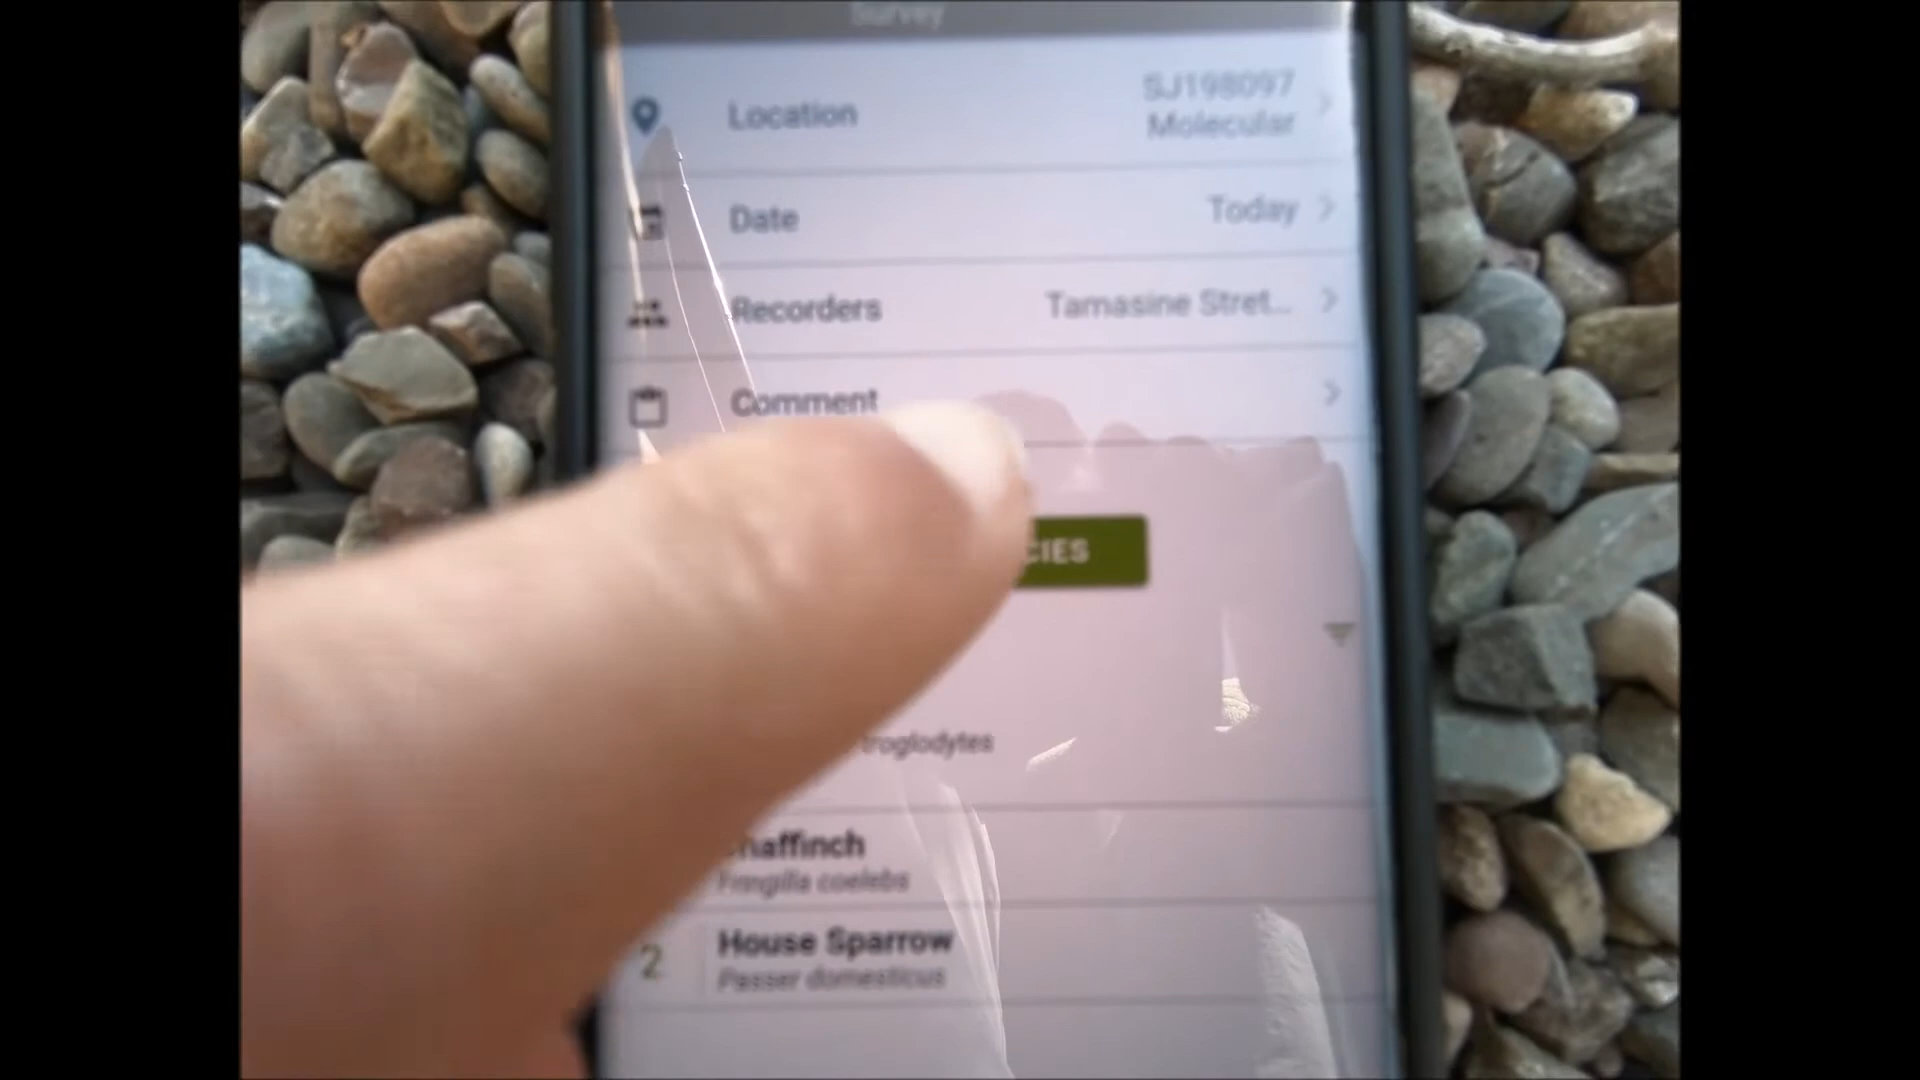 Survey
Location
SJ198097
Molecular
Date
Today
Recorders
Tamasine Stret...
Comment
CIES
troglodytes
haffinch
Fringilla coelebs
2
House Sparrow
Passer domesticus